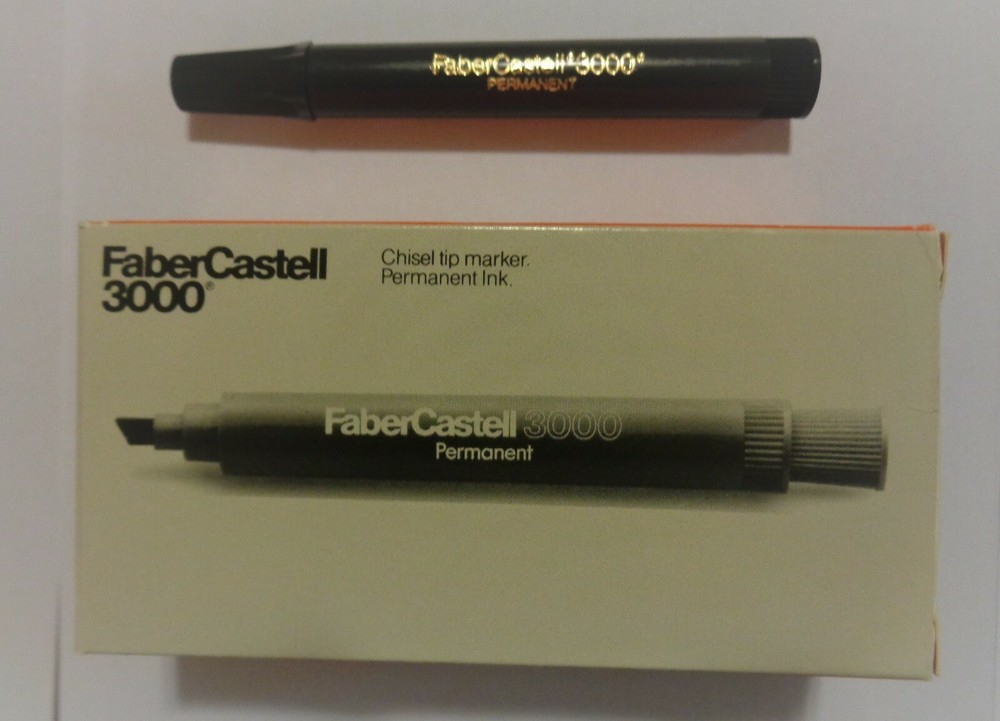 FaberCastell 3000®
PERMANENT
FaberCastell
3000®
Chisel tip marker.
Permanent Ink.
FaberCastell 3000
Permanent